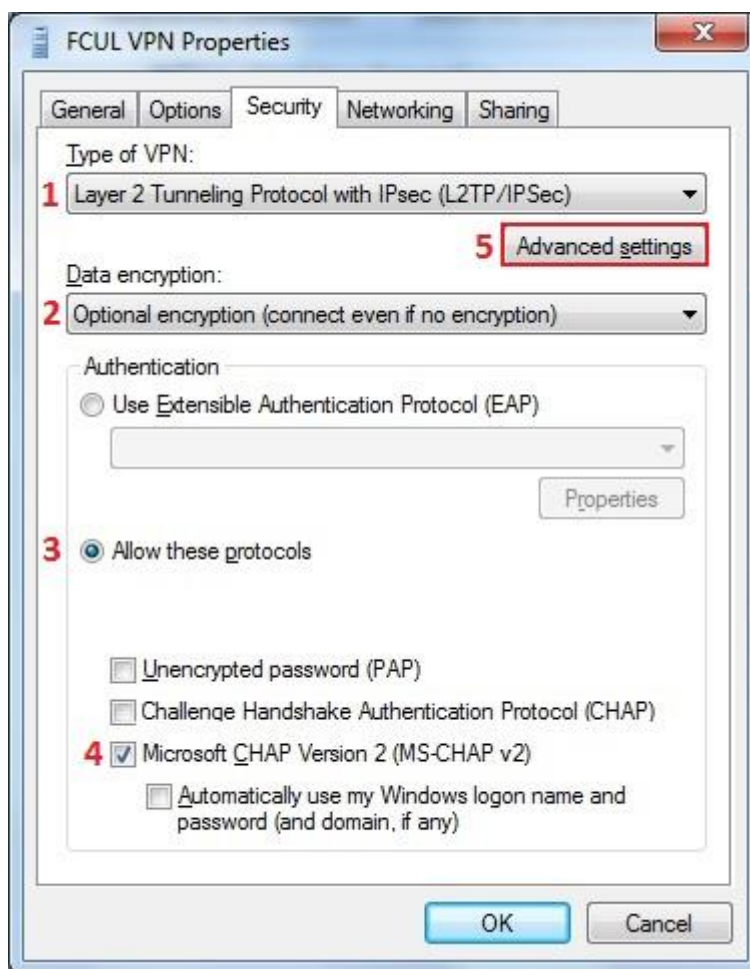 FCUL VPN Properties
General Options Security Networking Sharing
Type of VPN:
1 Layer 2 Tunneling Protocol with IPsec (L2TP/IPSec)
5 Advanced settings
Data encryption:
2 Optional encryption (connect even if no encryption)
Authentication
Use Extensible Authentication Protocol (EAP)
Properties
3 Allow these protocols
Unencrypted password (PAP)
Challenge Handshake Authentication Protocol (CHAP)
4 Microsoft CHAP Version 2 (MS-CHAP v2)
Automatically use my Windows logon name and
password (and domain, if any)
OK Cancel